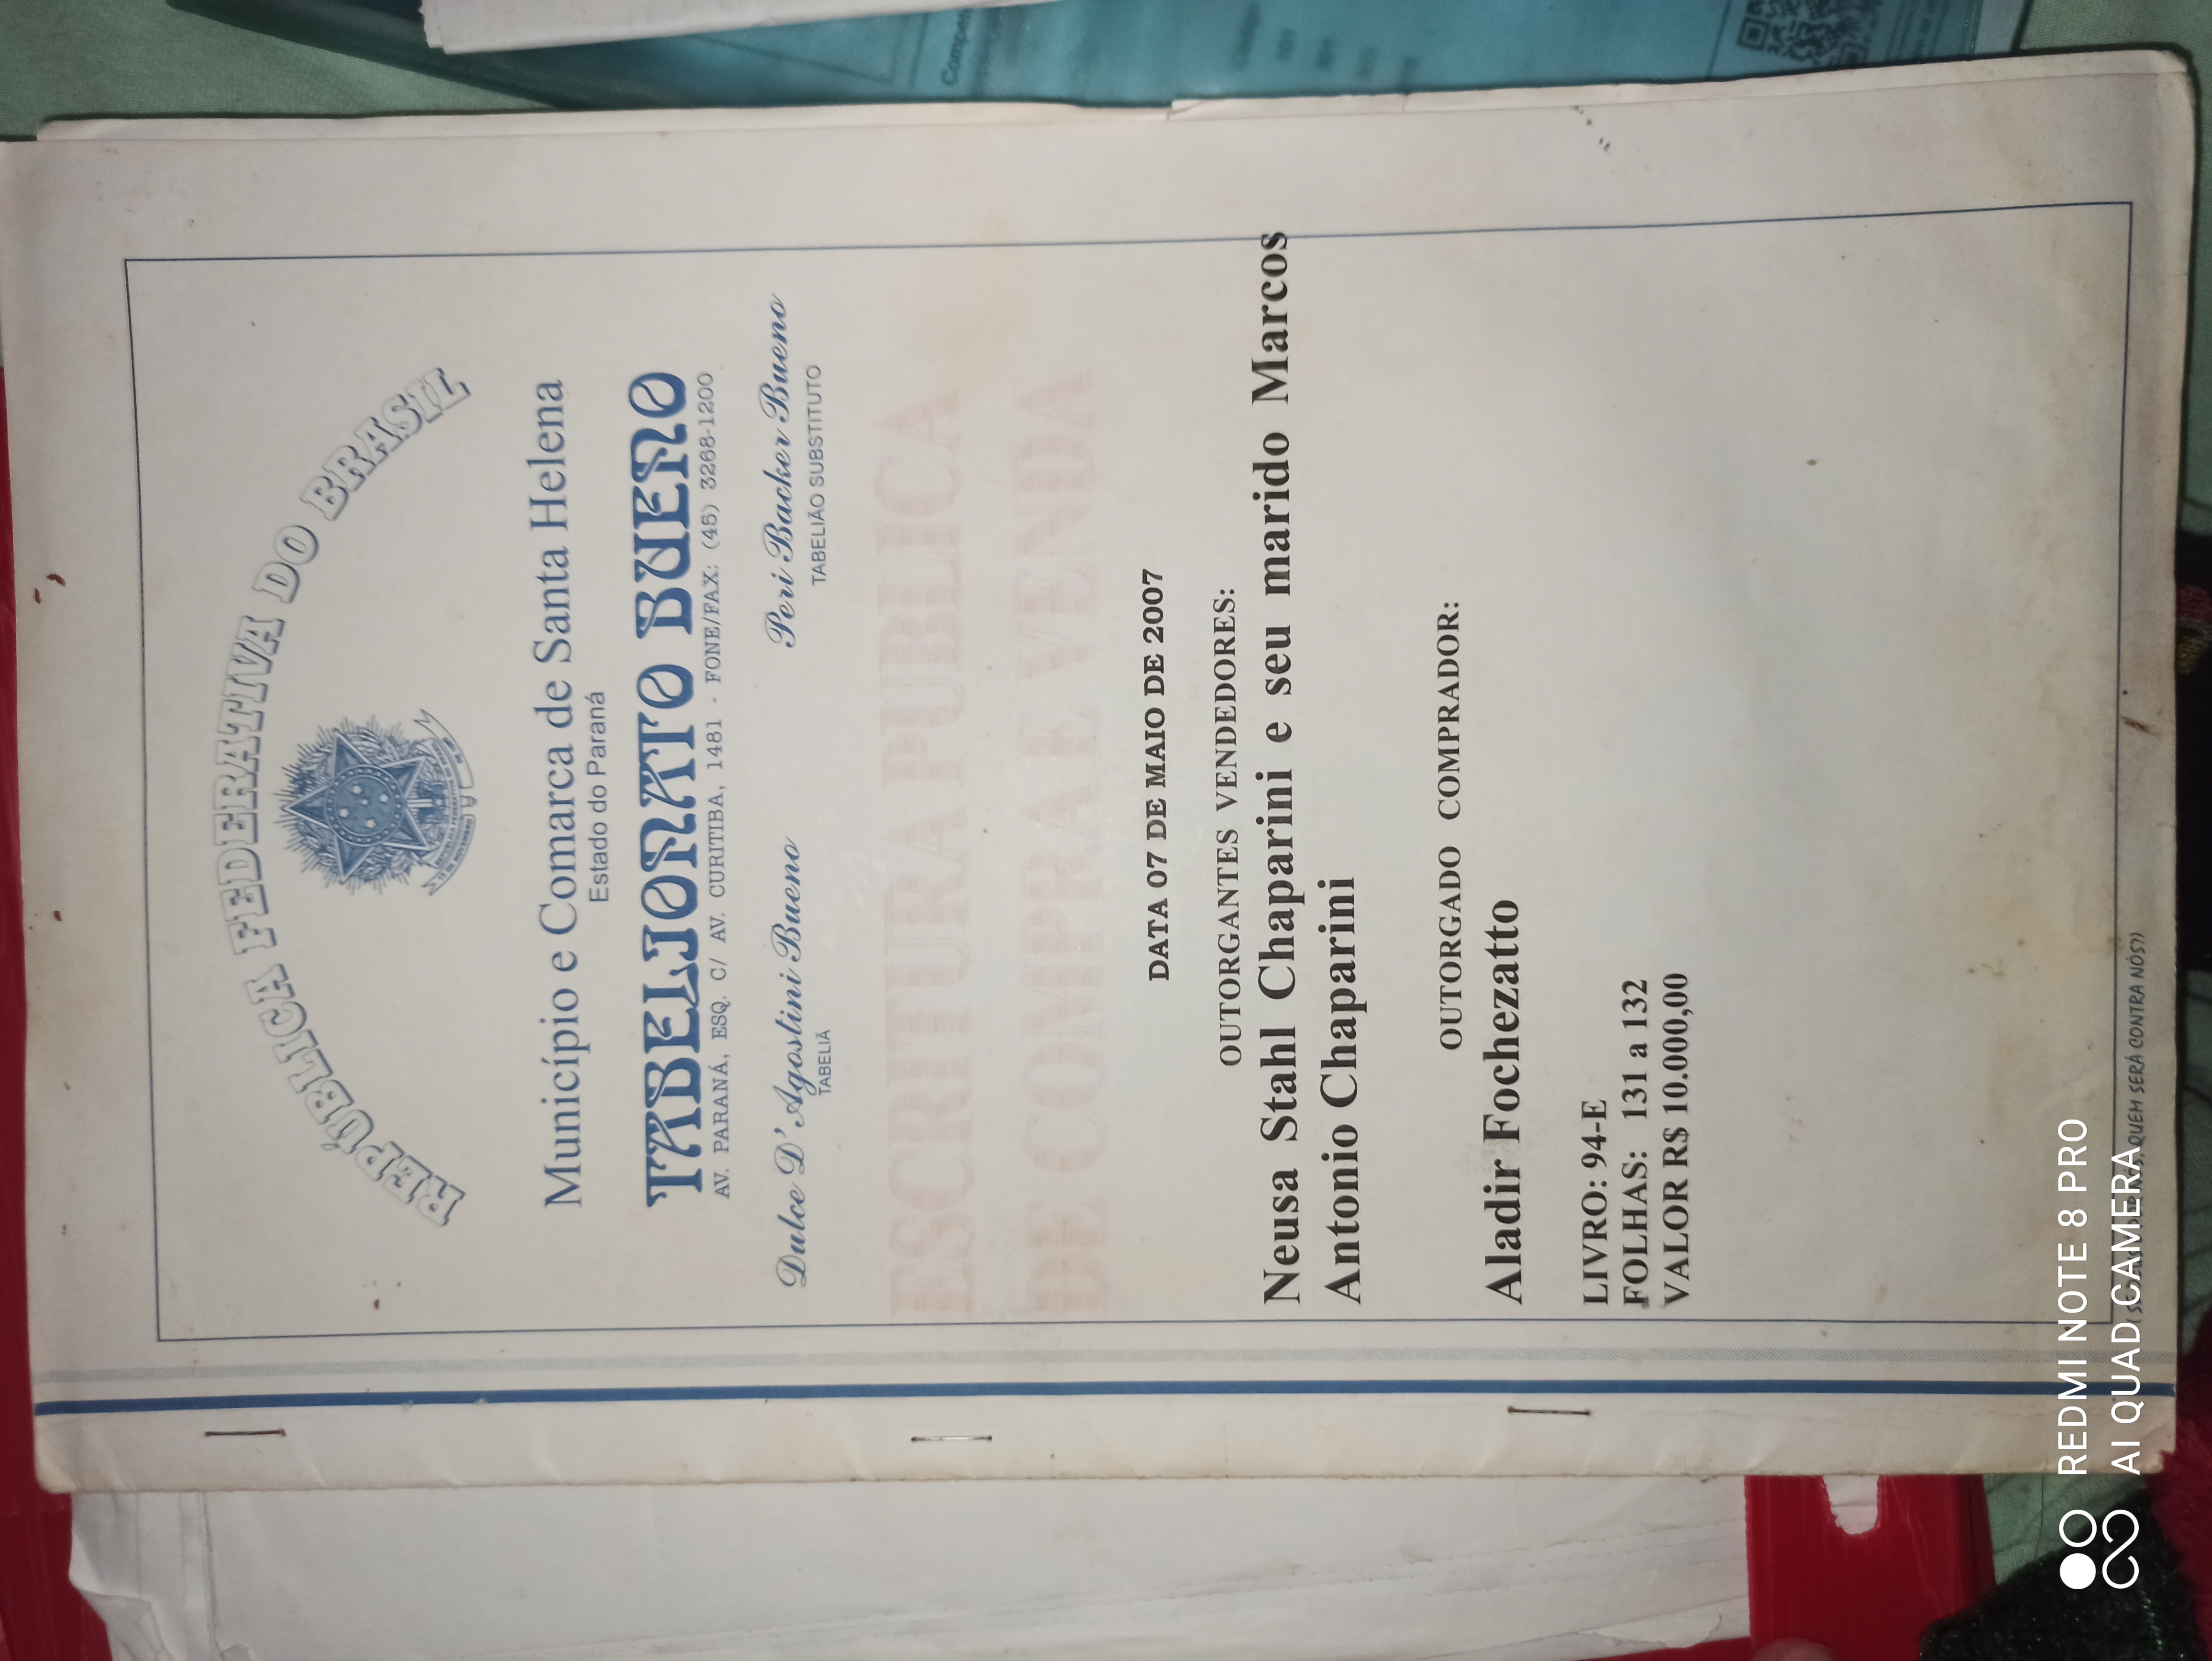 REPÚBLICA FEDERATIVA DO BRASIL
Município e Comarca de Santa Helena
Estado do Paraná
TABELIONATO BUENO
AV. PARANÁ, ESQ. C/ AV. CURITIBA, 1481 - FONE/FAX: (45) 3268-1200
Dulce D'Agostini Bueno
TABELIÃ
Peri Backer Bueno
TABELIÃO SUBSTITUTO
ESCRITURA PUBLICA
DE COMPRA E VENDA
DATA 07 DE MAIO DE 2007
OUTORGANTES VENDEDORES:
Neusa Stahl Chaparini e seu marido Marcos
Antonio Chaparini
OUTORGADO COMPRADOR:
Aladir Fochezatto
LIVRO: 94-E
FOLHAS: 131 a 132
VALOR R$ 10.000,00
QUEM SERÁ CONTRA NÓS?)
REDMI NOTE 8 PRO
AI QUAD CAMERA